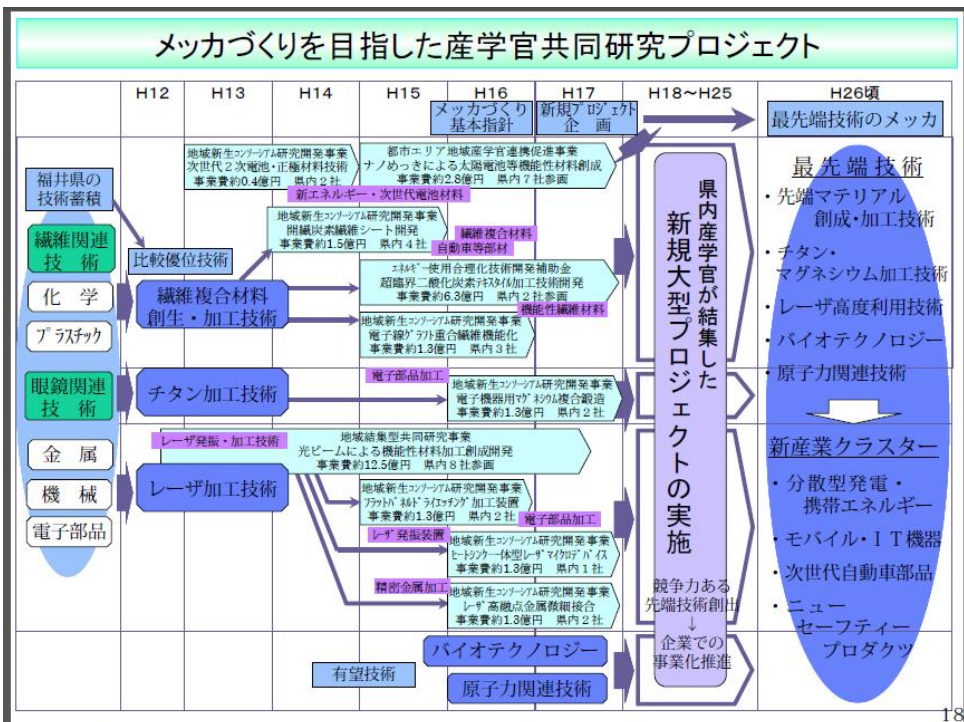 メッカづくりを目指した産学官共同研究プロジェクト
H12
H13
H14
H15
H16
H17
H18〜H25
H26頃
メッカづくり
基本指針
新規プロジェクト
企 画
最先端技術のメッカ
福井県の
技術蓄積
繊維関連
技 術
化 学
プラスチック
眼鏡関連
技 術
金 属
機 械
電子部品
比較優位技術
繊維複合材料
創生・加工技術
チタン加工技術
レーザ加工技術
地域新生コンソーシアム研究開発事業
次世代2次電池・正極材料技術
事業費約0.4億円 県内2社
都市エリア地域産学官連携促進事業
ナノめっきによる太陽電池等機能性材料創成
事業費約2.8億円 県内7社参画
新エネルギー・次世代電池材料
地域新生コンソーシアム研究開発事業
開繊炭素繊維シート開発
事業費約1.5億円 県内4社
繊維複合材料
自動車等部材
エネルギー使用合理化技術開発補助金
超臨界二酸化炭素テキスタイル加工技術開発
事業費約6.3億円 県内2社参画
機能性繊維材料
地域新生コンソーシアム研究開発事業
電子線グラフト重合繊維機能化
事業費約1.3億円 県内3社
電子部品加工
地域新生コンソーシアム研究開発事業
電子機器用マグネシウム複合鍛造
事業費約1.3億円 県内2社
レーザ発振・加工技術
地域結集型共同研究事業
光ビームによる機能性材料加工創成開発
事業費約12.5億円 県内8社参画
地域新生コンソーシアム研究開発事業
フラットパネルドライエッチング加工装置
事業費約1.3億円 県内2社
電子部品加工
レーザ発振装置
地域新生コンソーシアム研究開発事業
ヒートシンク一体型レーザマイクロデバイス
事業費約1.3億円 県内1社
精密金属加工
地域新生コンソーシアム研究開発事業
レーザ高融点金属微細接合
事業費約1.3億円 県内2社
有望技術
バイオテクノロジー
原子力関連技術
県内産学官が結集した
新規大型プロジェクトの実施
競争力ある
先端技術創出
↓
企業での
事業化推進
最先端技術
・先端マテリアル
創成・加工技術
・チタン・
マグネシウム加工技術
・レーザ高度利用技術
・バイオテクノロジー
・原子力関連技術
新産業クラスター
・分散型発電・
携帯エネルギー
・モバイル・IT機器
・次世代自動車部品
・ニュー
セーフティー
プロダクツ
18